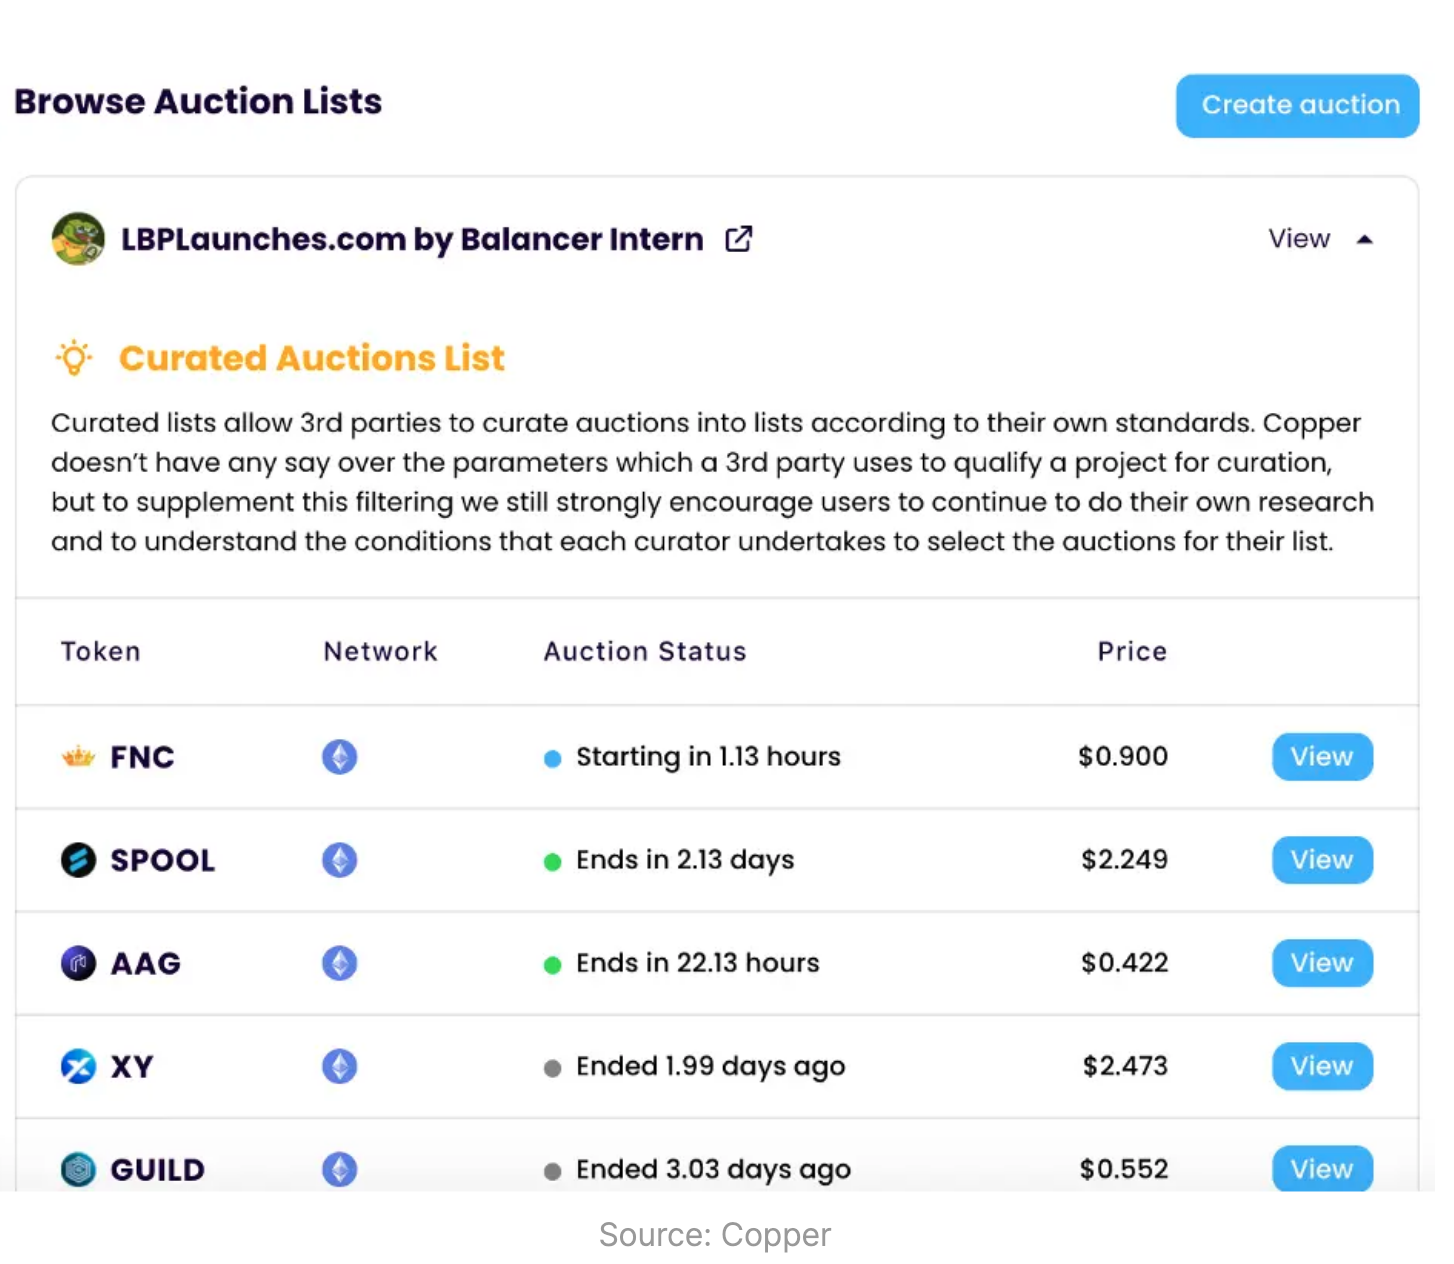 Browse Auction Lists
Create auction
LBPLaunches.com by Balancer Intern
View
Curated Auctions List
Curated lists allow 3rd parties to curate auctions into lists according to their own standards. Copper
doesn't have any say over the parameters which a 3rd party uses to qualify a project for curation,
but to supplement this filtering we still strongly encourage users to continue to do their own research
and to understand the conditions that each curator undertakes to select the auctions for their list.
Token Network Auction Status Price
FNC Starting in 1.13 hours $0.900 View
SPOOL Ends in 2.13 days $2.249 View
AAG Ends in 22.13 hours $0.422 View
XY Ended 1.99 days ago $2.473 View
GUILD Ended 3.03 days ago $0.552 View
Source: Copper